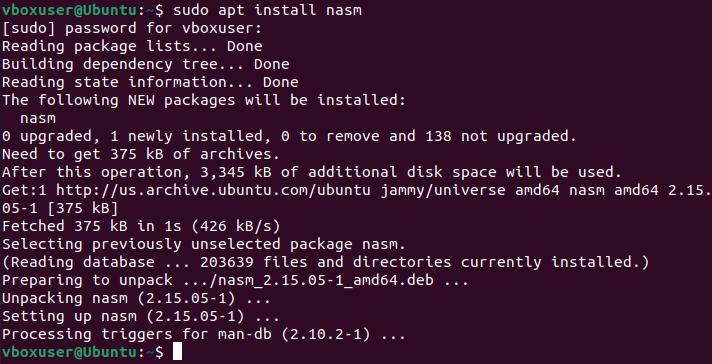 vboxuser@Ubuntu:~$ sudo apt install nasm
[sudo] password for vboxuser:
Reading package lists... Done
Building dependency tree... Done
Reading state information... Done
The following NEW packages will be installed:
  nasm
0 upgraded, 1 newly installed, 0 to remove and 138 not upgraded.
Need to get 375 kB of archives.
After this operation, 3,345 kB of additional disk space will be used.
Get:1 http://us.archive.ubuntu.com/ubuntu jammy/universe amd64 nasm amd64 2.15.
05-1 [375 kB]
Fetched 375 kB in 1s (426 kB/s)
Selecting previously unselected package nasm.
(Reading database ... 203639 files and directories currently installed.)
Preparing to unpack .../nasm_2.15.05-1_amd64.deb ...
Unpacking nasm (2.15.05-1) ...
Setting up nasm (2.15.05-1) ...
Processing triggers for man-db (2.10.2-1) ...
vboxuser@Ubuntu:~$